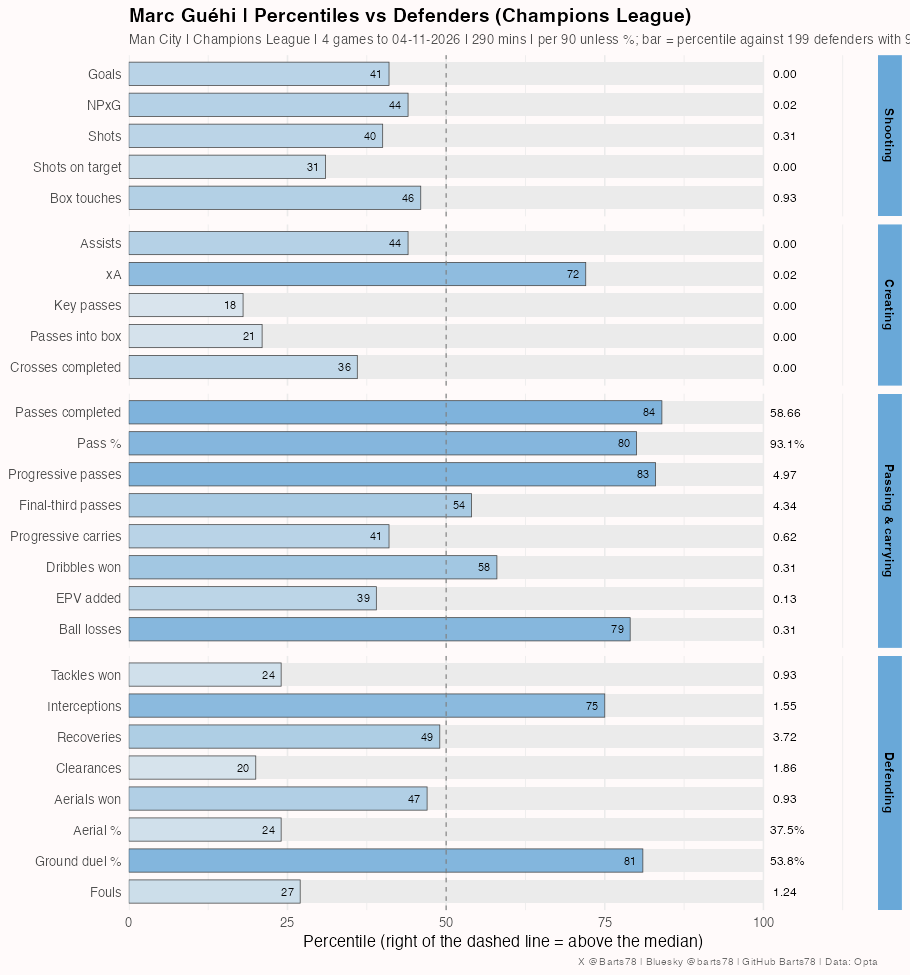 Marc Guéhi | Percentiles vs Defenders (Champions League)
Man City | Champions League | 4 games to 04-11-2026 | 290 mins | per 90 unless %; bar = percentile against 199 defenders with 9
Goals 41 0.00
NPxG 44 0.02
Shots 40 0.31
Shots on target 31 0.00
Box touches 46 0.93
Shooting
Assists 44 0.00
xA 72 0.02
Key passes 18 0.00
Passes into box 21 0.00
Crosses completed 36 0.00
Creating
Passes completed 84 58.66
Pass % 80 93.1%
Progressive passes 83 4.97
Final-third passes 54 4.34
Progressive carries 41 0.62
Dribbles won 58 0.31
EPV added 39 0.13
Ball losses 79 0.31
Passing & carrying
Tackles won 24 0.93
Interceptions 75 1.55
Recoveries 49 3.72
Clearances 20 1.86
Aerials won 47 0.93
Aerial % 24 37.5%
Ground duel % 81 53.8%
Fouls 27 1.24
Defending
0 25 50 75 100
Percentile (right of the dashed line = above the median)
X @Barts78 | Bluesky @barts78 | GitHub Barts78 | Data: Opta